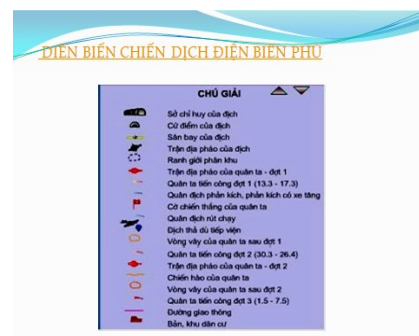 DIỄN BIẾN CHIẾN DỊCH ĐIỆN BIÊN PHỦ
CHÚ GIẢI
Sở chỉ huy của địch
Cứ điểm của địch
Sân bay của địch
Trận địa pháo của địch
Ranh giới phân khu
Trận địa pháo của quân ta - đợt 1
Quân ta tiến công đợt 1 (13.3 - 17.3)
Quân địch phản kích, phản kích có xe tăng
Cờ chiến thắng của quân ta
Quân địch rút chạy
Địch thả dù tiếp viện
Vòng vây của quân ta sau đợt 1
Quân ta tiến công đợt 2 (30.3 - 26.4)
Trận địa pháo của quân ta - đợt 2
Chiến hào của quân ta
Vòng vây của quân ta sau đợt 2
Quân ta tiến công đợt 3 (1.5 - 7.5)
Đường giao thông
Bản, khu dân cư